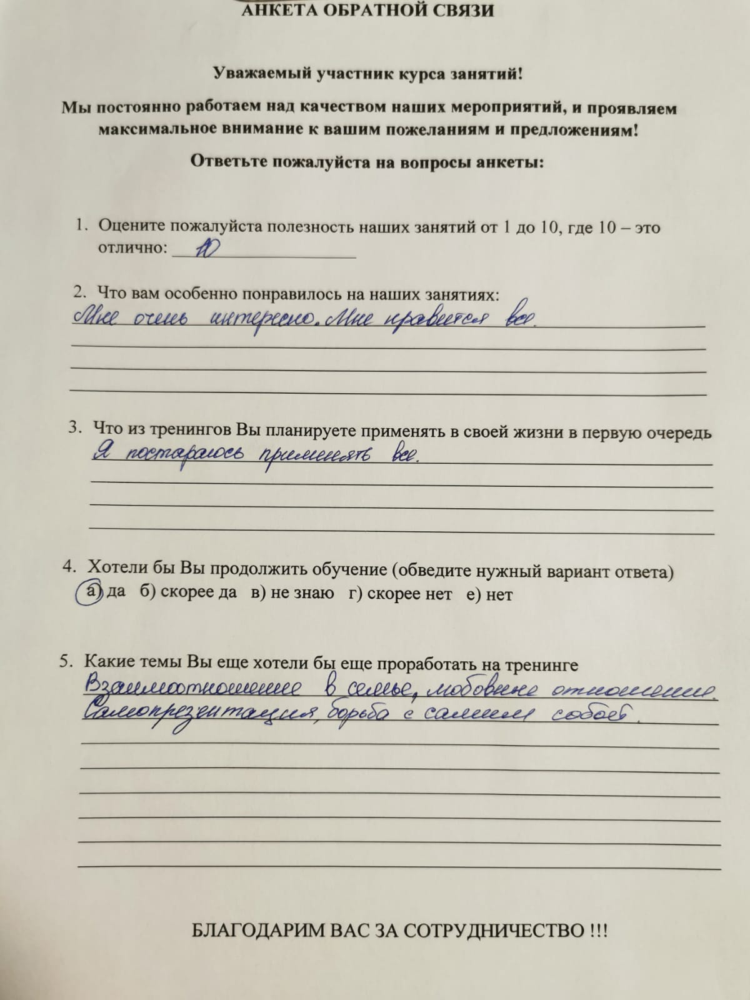 АНКЕТА ОБРАТНОЙ СВЯЗИ
Уважаемый участник курса занятий!
Мы постоянно работаем над качеством наших мероприятий, и проявляем
максимальное внимание к вашим пожеланиям и предложениям!
Ответьте пожалуйста на вопросы анкеты:
1. Оцените пожалуйста полезность наших занятий от 1 до 10, где 10 – это
отлично: 10
2. Что вам особенно понравилось на наших занятиях:
Мне очень интересно. Мне нравится все.
3. Что из тренингов Вы планируете применять в своей жизни в первую очередь
Я постараюсь применять все.
4. Хотели бы Вы продолжить обучение (обведите нужный вариант ответа)
а) да б) скорее да в) не знаю г) скорее нет е) нет
5. Какие темы Вы еще хотели бы еще проработать на тренинге
Взаимоотношение в семье, любовные отношение.
Самопрезентация, борьба с самим собой.
БЛАГОДАРИМ ВАС ЗА СОТРУДНИЧЕСТВО !!!